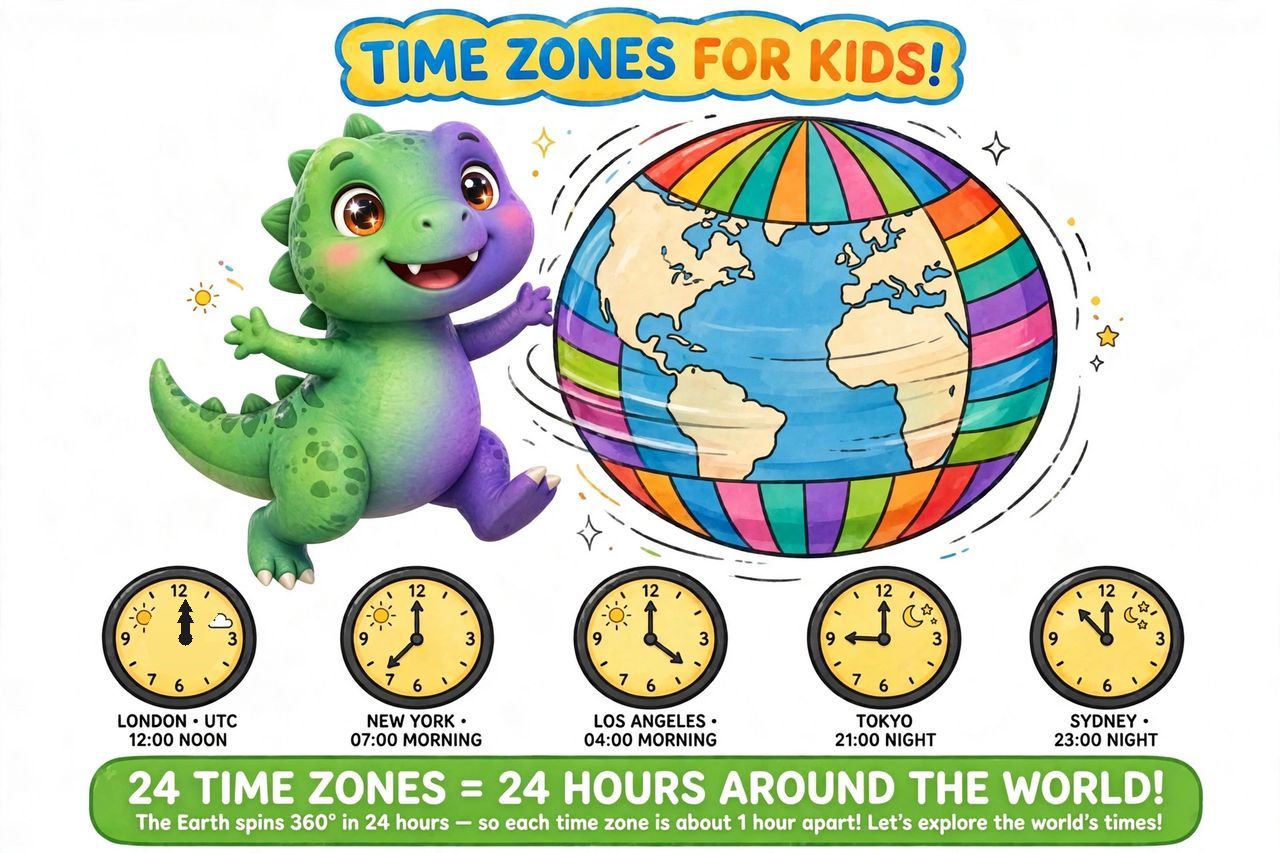 TIME ZONES FOR KIDS!
12
9
3
7
6
12
9
3
7
6
12
9
3
7
6
12
9
3
7
6
12
9
3
6
LONDON • UTC
12:00 NOON
NEW YORK •
07:00 MORNING
LOS ANGELES •
04:00 MORNING
TOKYO
21:00 NIGHT
SYDNEY •
23:00 NIGHT
24 TIME ZONES = 24 HOURS AROUND THE WORLD!
The Earth spins 360° in 24 hours — so each time zone is about 1 hour apart! Let's explore the world's times!